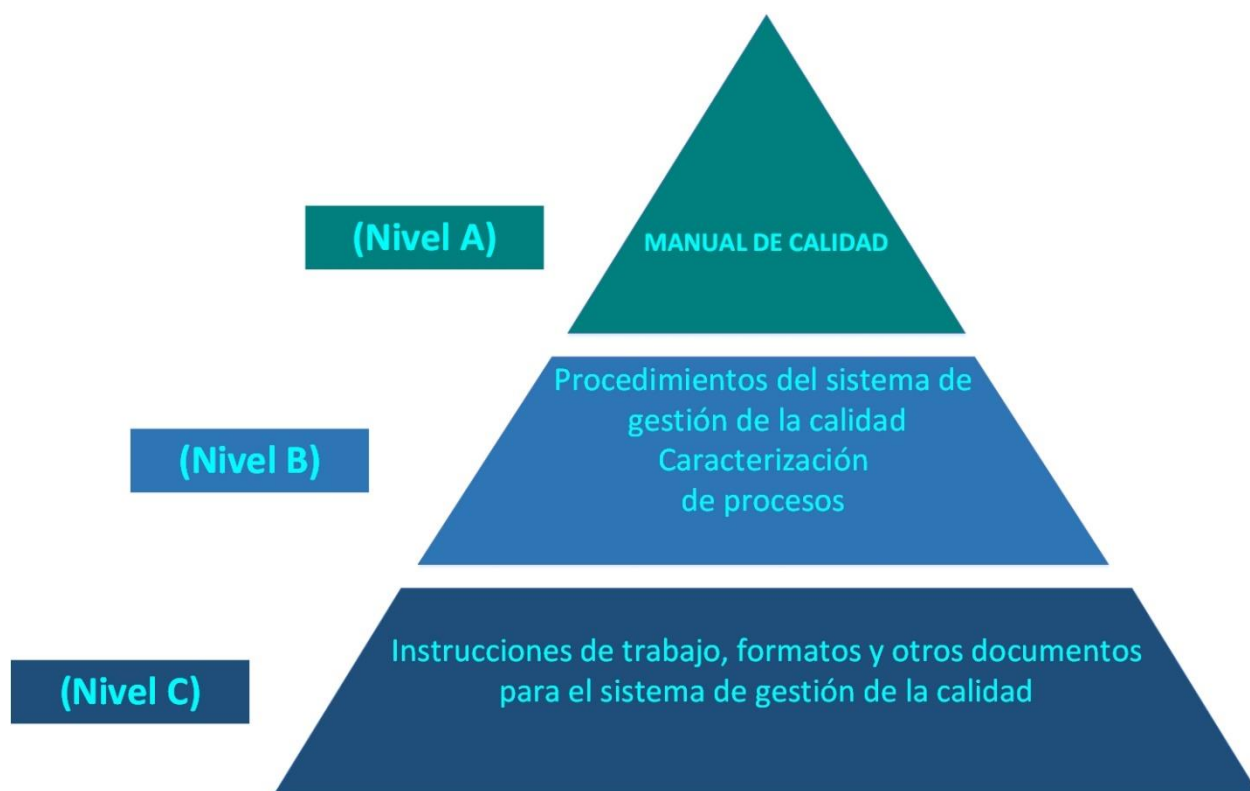 (Nivel A)
MANUAL DE CALIDAD
(Nivel B)
Procedimientos del sistema de
gestión de la calidad
Caracterización
de procesos
(Nivel C)
Instrucciones de trabajo, formatos y otros documentos
para el sistema de gestión de la calidad